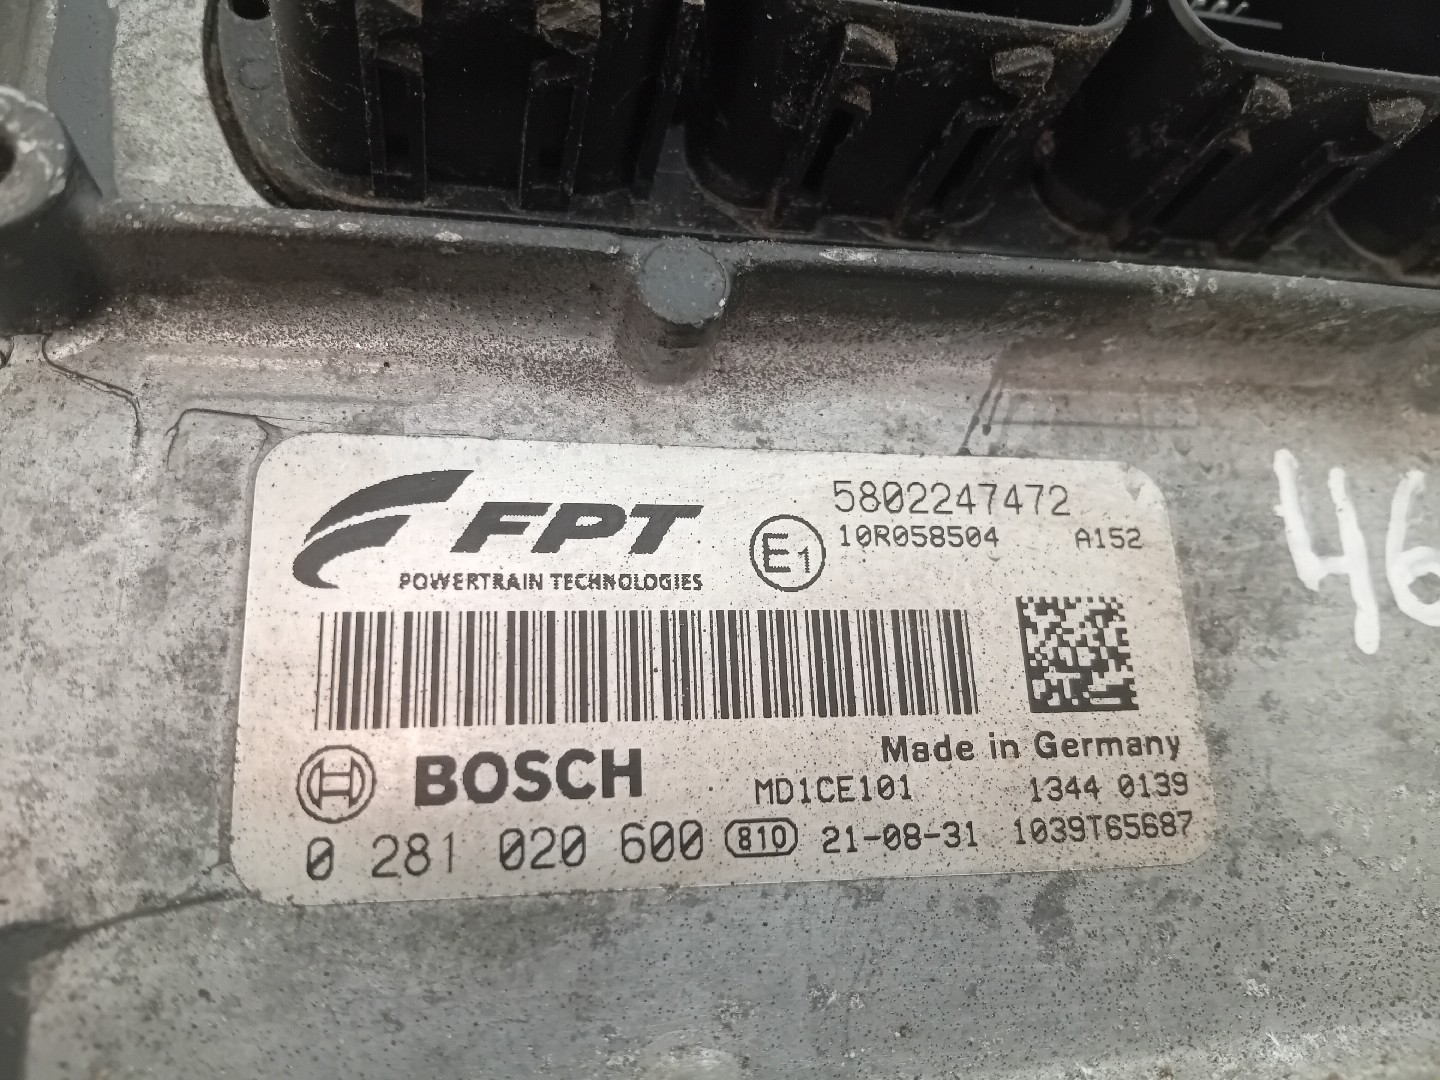 FPT
POWERTRAIN TECHNOLOGIES
E1
5802247472
10R058504 A152
Made in Germany
BOSCH
MD1CE101 1344 0139
0 281 020 600 810 21-08-31 1039T65687
46